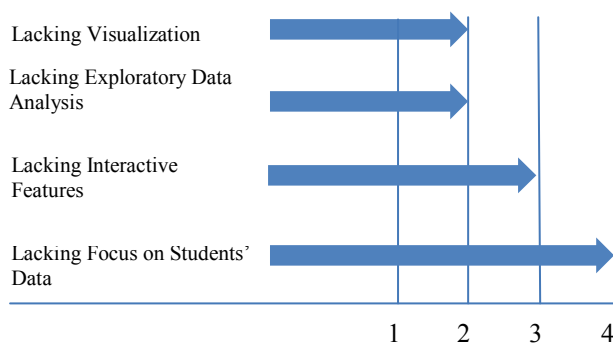 Lacking Visualization
Lacking Exploratory Data
Analysis
Lacking Interactive
Features
Lacking Focus on Students’
Data
1 2 3 4